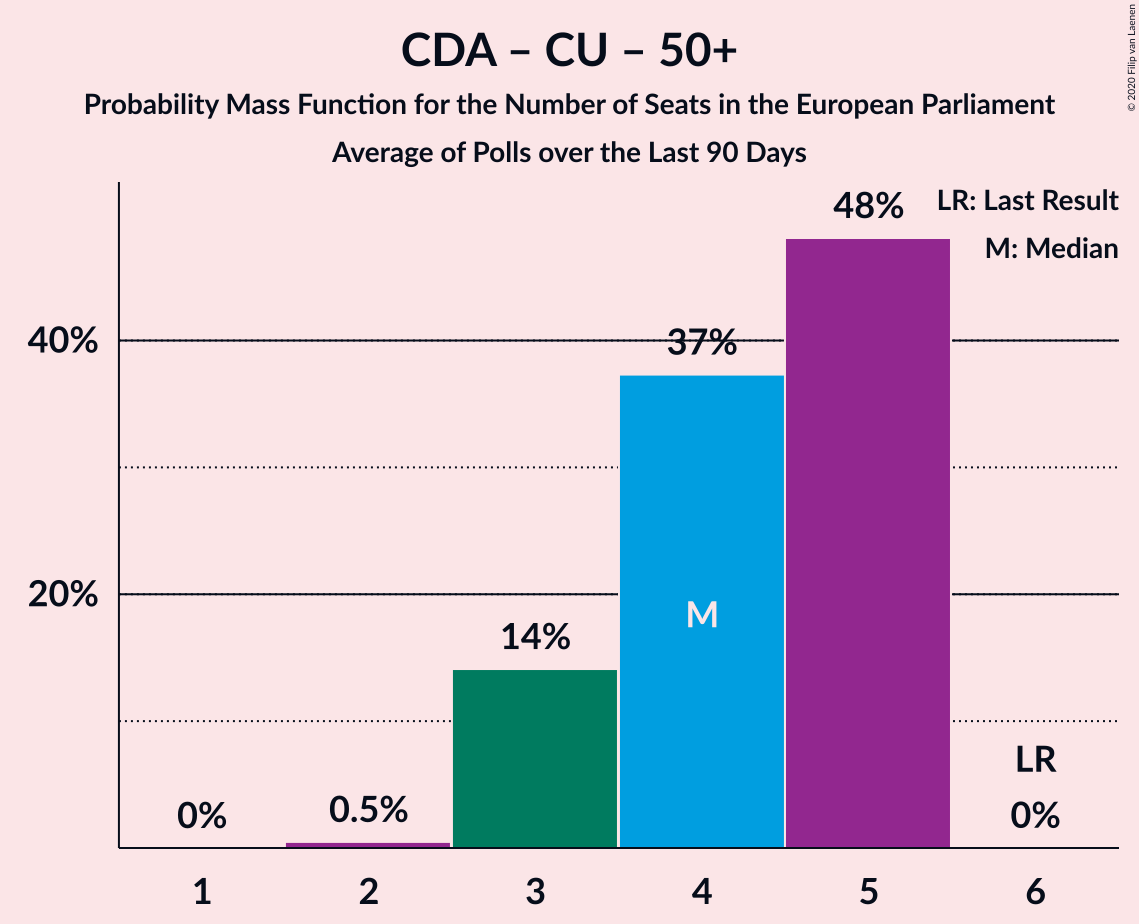 CDA – CU – 50+
Probability Mass Function for the Number of Seats in the European Parliament
Average of Polls over the Last 90 Days
© 2020 Filip van Laenen
LR: Last Result
M: Median
48%
40%
37%
20%
14%
M
LR
0%
0.5%
0%
1
2
3
4
5
6